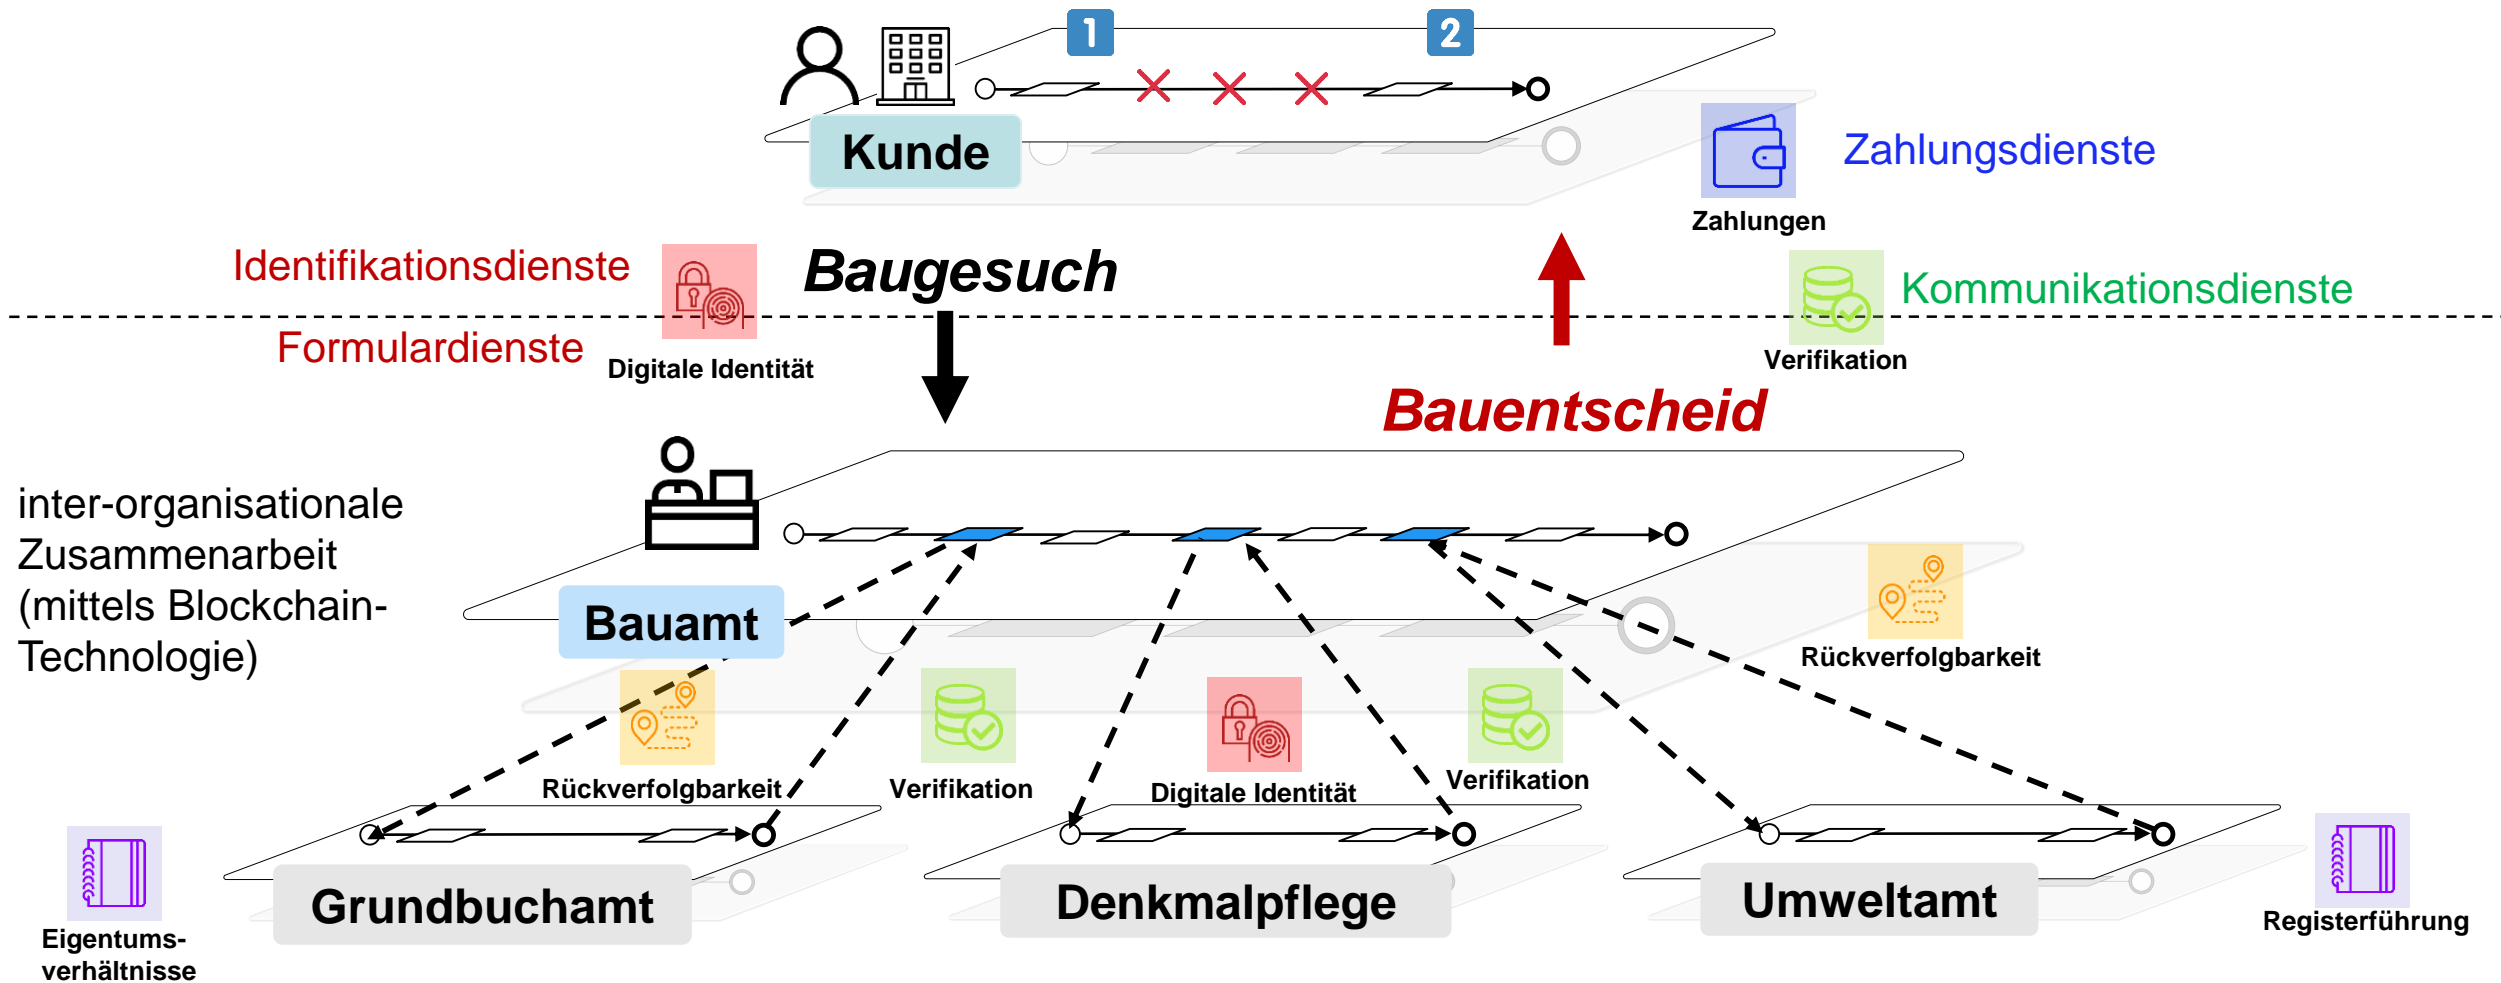 1
2
Kunde
Zahlungsdienste
Zahlungen
Identifikationsdienste
Baugesuch
Kommunikationsdienste
Formulardienste
Digitale Identität
Verifikation
Bauentscheid
inter-organisationale
Zusammenarbeit
(mittels Blockchain-
Technologie)
Bauamt
Rückverfolgbarkeit
Rückverfolgbarkeit
Verifikation
Digitale Identität
Verifikation
Grundbuchamt
Denkmalpflege
Umweltamt
Eigentums-
verhältnisse
Registerführung